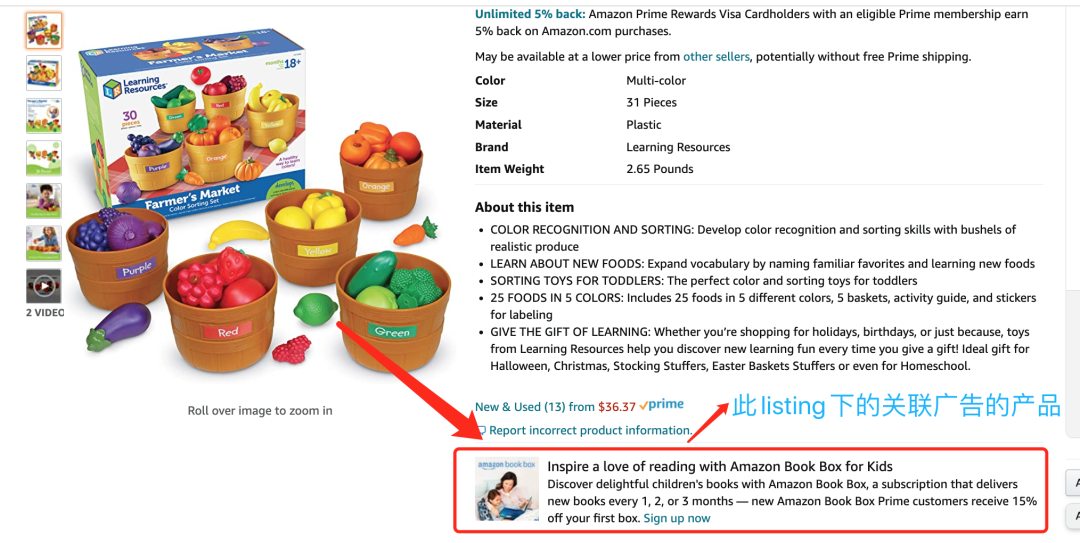 Unlimited 5% back: Amazon Prime Rewards Visa Cardholders with an eligible Prime membership earn
5% back on Amazon.com purchases.
May be available at a lower price from other sellers, potentially without free Prime shipping.
Color Multi-color
Size 31 Pieces
Material Plastic
Brand Learning Resources
Item Weight 2.65 Pounds
About this item
• COLOR RECOGNITION AND SORTING: Develop color recognition and sorting skills with bushels of
realistic produce
• LEARN ABOUT NEW FOODS: Expand vocabulary by naming familiar favorites and learning new foods
• SORTING TOYS FOR TODDLERS: The perfect color and sorting toys for toddlers
• 25 FOODS IN 5 COLORS: Includes 25 foods in 5 different colors, 5 baskets, activity guide, and stickers
for labeling
• GIVE THE GIFT OF LEARNING: Whether you’re shopping for holidays, birthdays, or just because, toys
from Learning Resources help you discover new learning fun every time you give a gift! Ideal gift for
Halloween, Christmas, Stocking Stuffers, Easter Baskets Stuffers or even for Homeschool.
New & Used (13) from $36.37 prime
此listing下的关联广告的产品
Report incorrect product information.
amazon book box
Inspire a love of reading with Amazon Book Box for Kids
Discover delightful children's books with Amazon Book Box, a subscription that delivers
new books every 1, 2, or 3 months — new Amazon Book Box Prime customers receive 15%
off your first box. Sign up now
Farmer's Market
months 18+
Learning
Resources
30
pieces
Green
Red
Yellow
Purple
Orange
A healthy
way to learn
colors!
Farmer's Market
Color Sorting Set
Orange
Yellow
Purple
Red
Green
2 VIDEO
Roll over image to zoom in